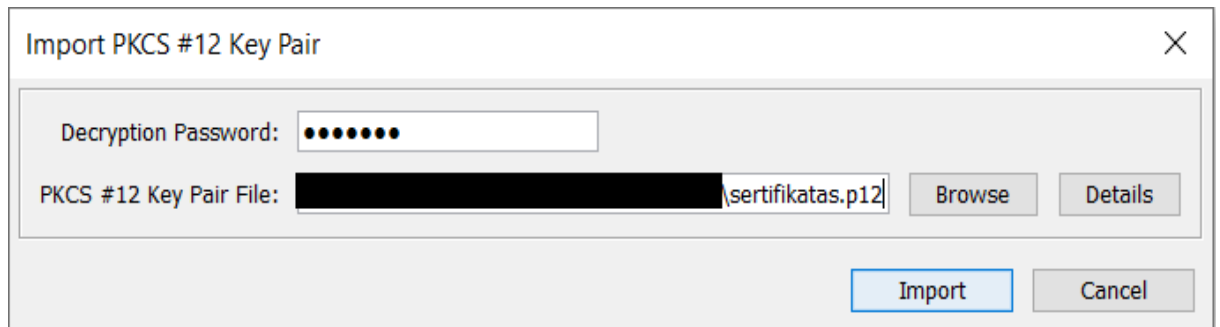 Import PKCS #12 Key Pair
Decryption Password: •••••••
PKCS #12 Key Pair File: \sertifikatas.p12 Browse Details
Import Cancel